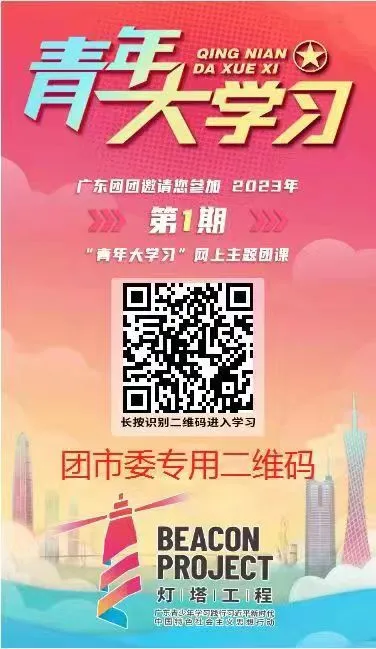 青年大学习
QING NIAN
DA XUE XI
广东团团邀请您参加 2023年
第1期
“青年大学习”网上主题团课
长按识别二维码进入学习
团市委专用二维码
BEACON
PROJECT
灯塔工程
广东青少年学习践行习近平新时代
中国特色社会主义思想行动